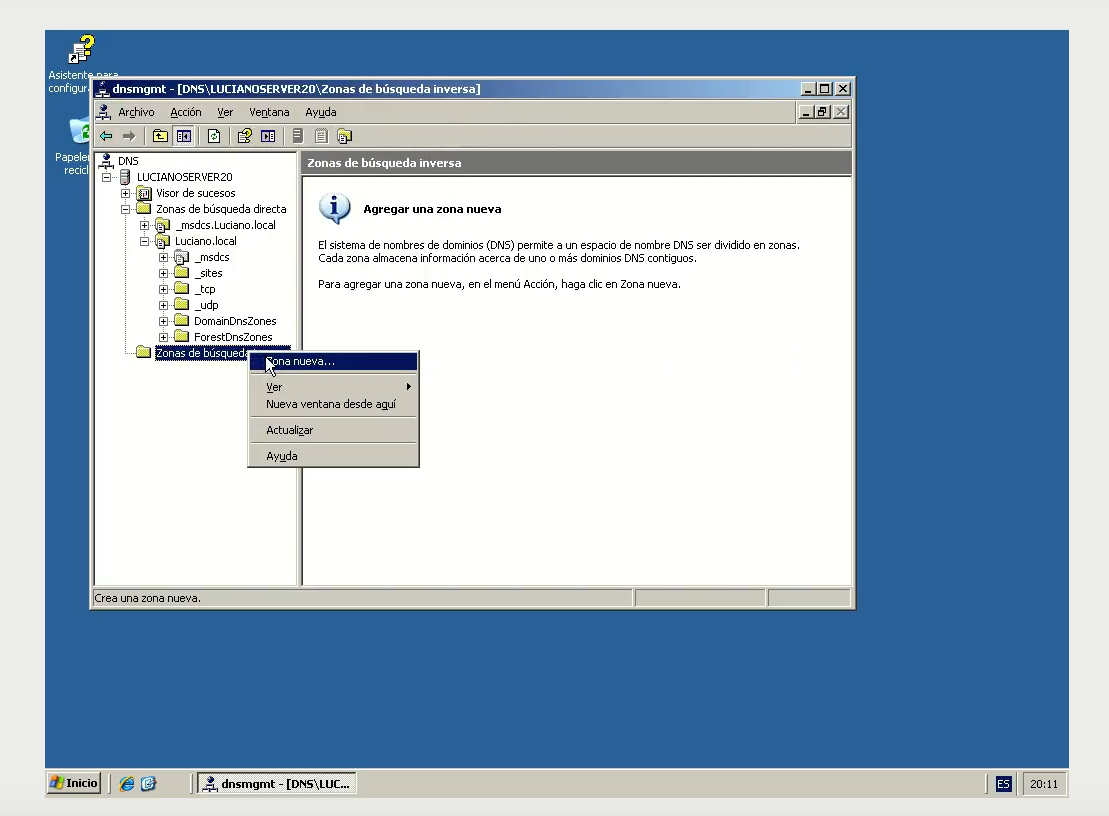 Asistente para
configur
Papeler
recicl
dnsmgmt - [DNS\LUCIANOSERVER20\Zonas de búsqueda inversa]
Archivo Acción Ver Ventana Ayuda
DNS
LUCIANOSERVER20
Visor de sucesos
Zonas de búsqueda directa
_msdcs.Luciano.local
Luciano.local
_msdcs
_sites
_tcp
_udp
DomainDnsZones
ForestDnsZones
Zonas de búsqueda
Zona nueva...
Ver
Nueva ventana desde aquí
Actualizar
Ayuda
Zonas de búsqueda inversa
Agregar una zona nueva
El sistema de nombres de dominios (DNS) permite a un espacio de nombre DNS ser dividido en zonas.
Cada zona almacena información acerca de uno o más dominios DNS contiguos.
Para agregar una zona nueva, en el menú Acción, haga clic en Zona nueva.
Crea una zona nueva.
Inicio
dnsmgmt - [DNS\LUC...
ES
20:11